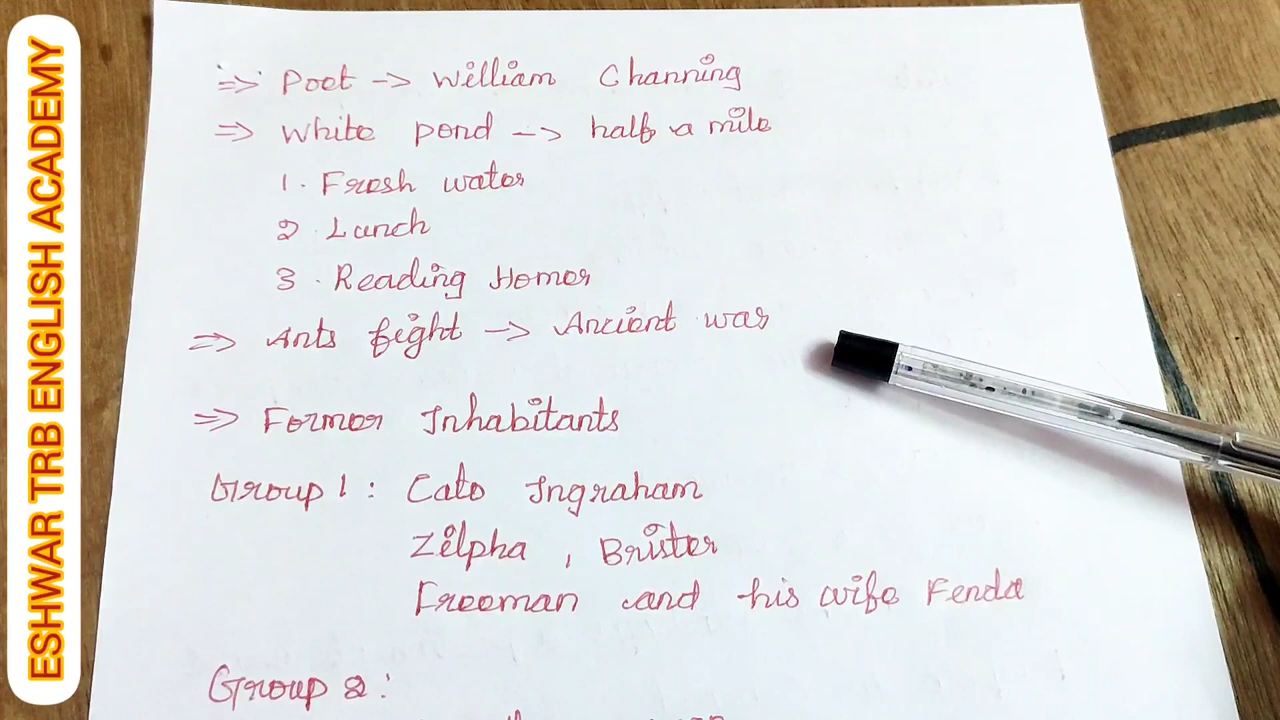 ESHWAR TRB ENGLISH ACADEMY
⇒ Poet -> William Channing
⇒ White pond -> half a mile
1. Fresh water
2. Lunch
3. Reading Homer
⇒ Ants fight -> Ancient war
⇒ Former Inhabitants
Group 1: Cato Ingraham
Zilpha, Brister
Freeman and his wife Fenda
Group 2: